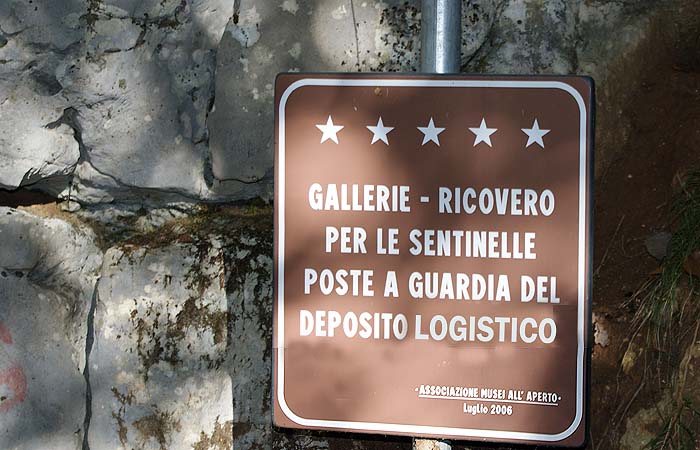 GALLERIE - RICOVERO
PER LE SENTINELLE
POSTE A GUARDIA DEL
DEPOSITO LOGISTICO
- ASSOCIAZIONE MUSEI ALL' APERTO -
Luglio 2006